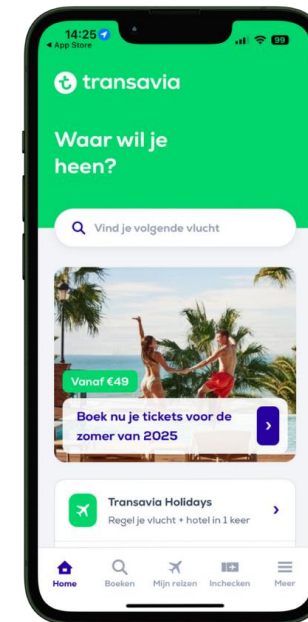 14:25
99
◀ App Store
transavia
Waar wil je
heen?
Vind je volgende vlucht
Vanaf €49
Boek nu je tickets voor de
zomer van 2025
Transavia Holidays
Regel je vlucht + hotel in 1 keer
Home Boeken Mijn reizen Inchecken Meer